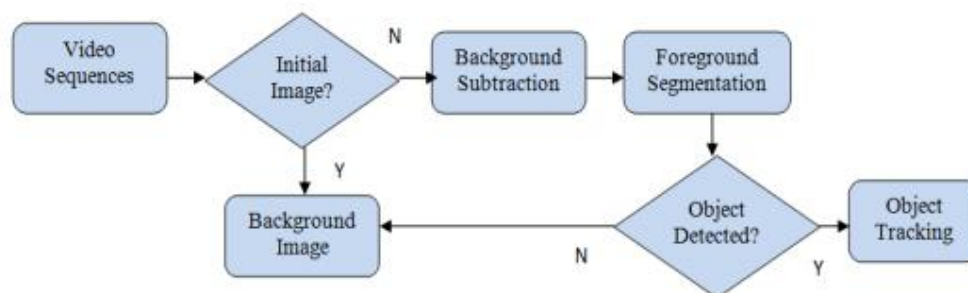 Video
Sequences
Initial
Image?
N
Background
Subtraction
Foreground
Segmentation
Y
Background
Image
N
Object
Detected?
Y
Object
Tracking